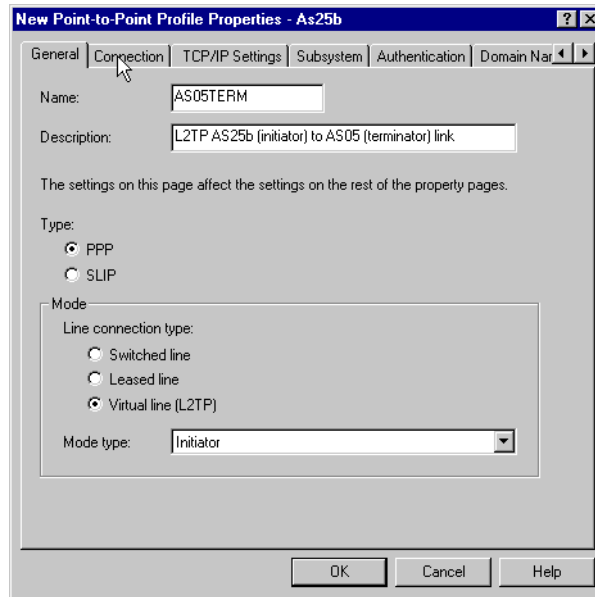 New Point-to-Point Profile Properties - As25b
General Connection TCP/IP Settings Subsystem Authentication Domain Nar
Name: AS05TERM
Description: L2TP AS25b (initiator) to AS05 (terminator) link
The settings on this page affect the settings on the rest of the property pages.
Type:
PPP
SLIP
Mode
Line connection type:
Switched line
Leased line
Virtual line (L2TP)
Mode type: Initiator
OK Cancel Help